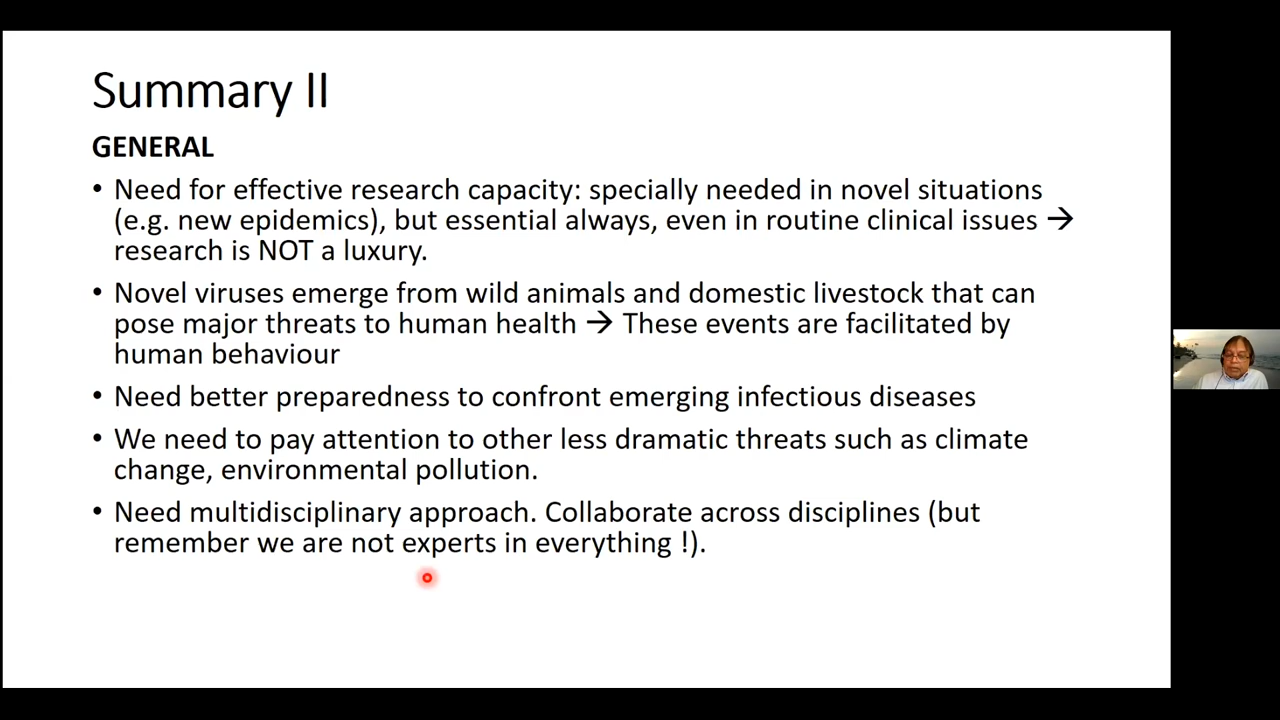 Summary II
GENERAL
• Need for effective research capacity: specially needed in novel situations
(e.g. new epidemics), but essential always, even in routine clinical issues →
research is NOT a luxury.
• Novel viruses emerge from wild animals and domestic livestock that can
pose major threats to human health → These events are facilitated by
human behaviour
• Need better preparedness to confront emerging infectious diseases
• We need to pay attention to other less dramatic threats such as climate
change, environmental pollution.
• Need multidisciplinary approach. Collaborate across disciplines (but
remember we are not experts in everything !).